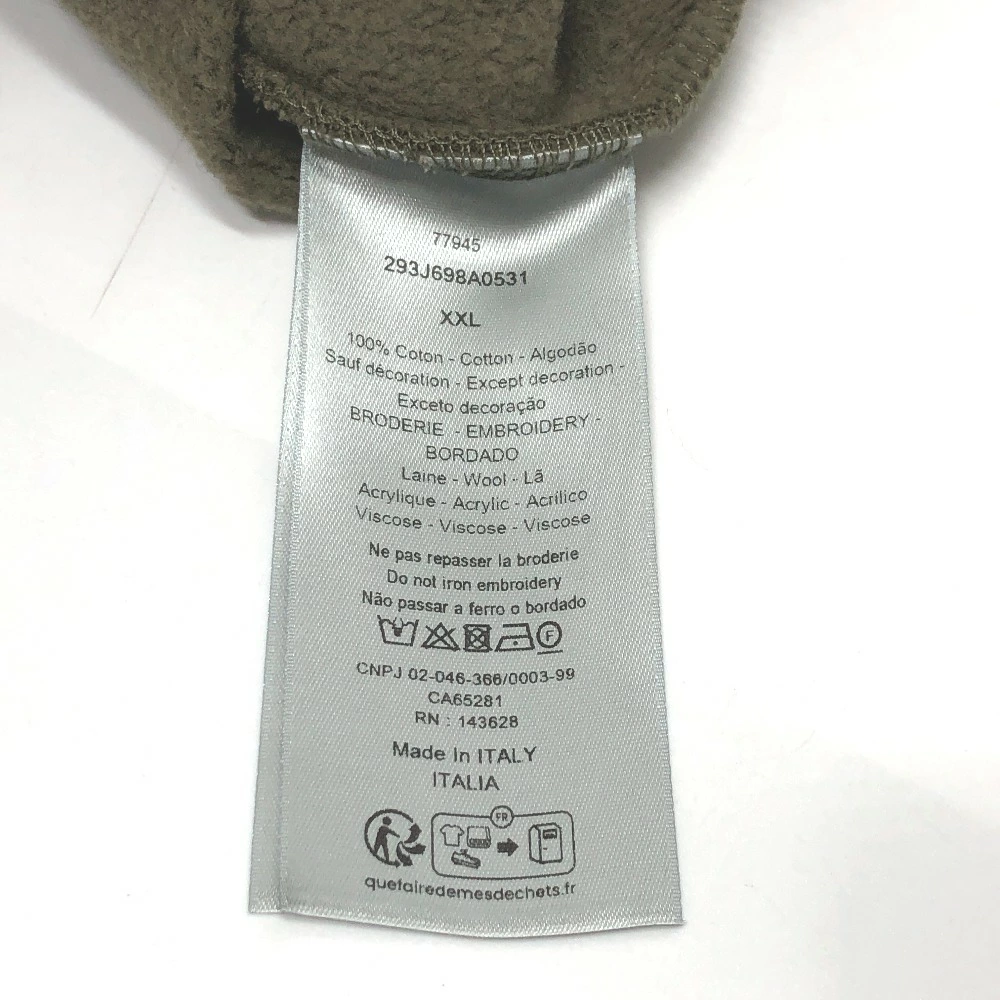 77945
293J698A0531
XXL
100% Coton - Cotton - Algodão
Sauf décoration - Except decoration -
Exceto decoração
BRODERIE - EMBROIDERY -
BORDADO
Laine - Wool - Lã
Acrylique - Acrylic - Acrilico
Viscose - Viscose - Viscose
Ne pas repasser la broderie
Do not iron embroidery
Não passar a ferro o bordado
F
CNPJ 02-046-366/0003-99
CA65281
RN : 143628
Made In ITALY
ITALIA
FR
quefairedemesdechets.fr